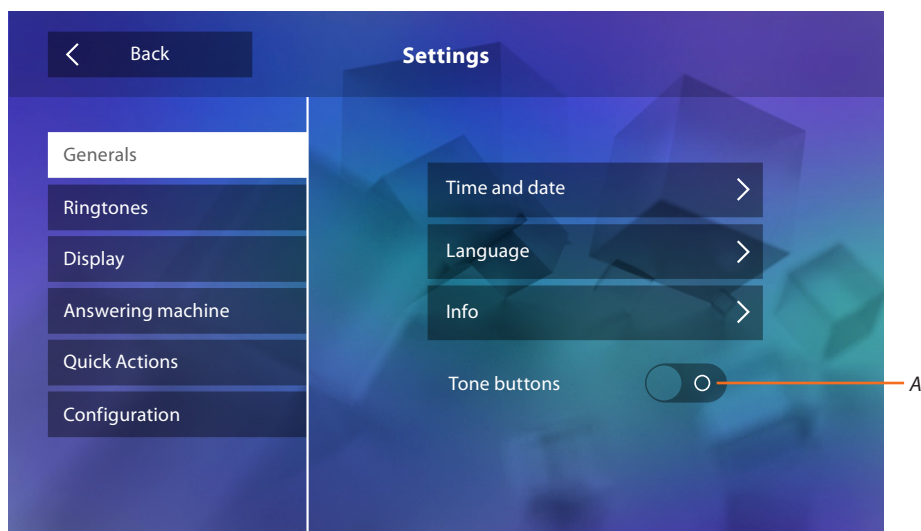 Back
Settings
Generals
Ringtones
Display
Answering machine
Quick Actions
Configuration
Time and date
Language
Info
Tone buttons
A